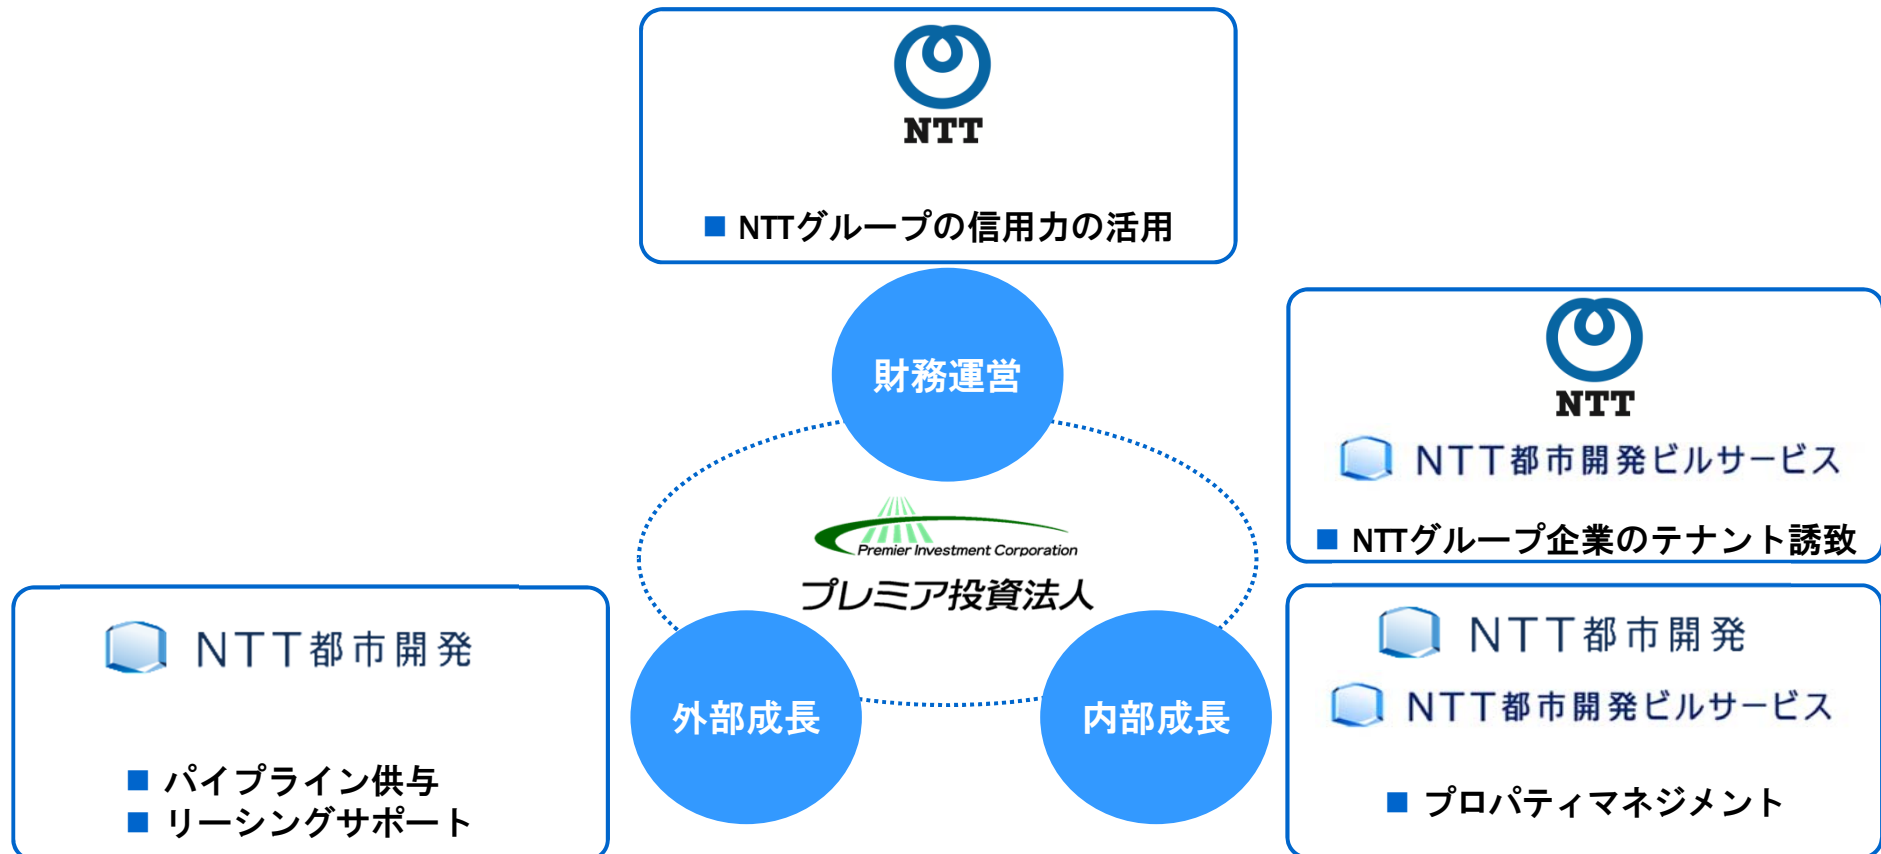 NTT
■ NTTグループの信用力の活用
財務運営
NTT
NTT都市開発ビルサービス
■ NTTグループ企業のテナント誘致
Premier Investment Corporation
プレミア投資法人
NTT都市開発
■ パイプライン供与
■ リーシングサポート
外部成長
内部成長
NTT都市開発
NTT都市開発ビルサービス
■ プロパティマネジメント